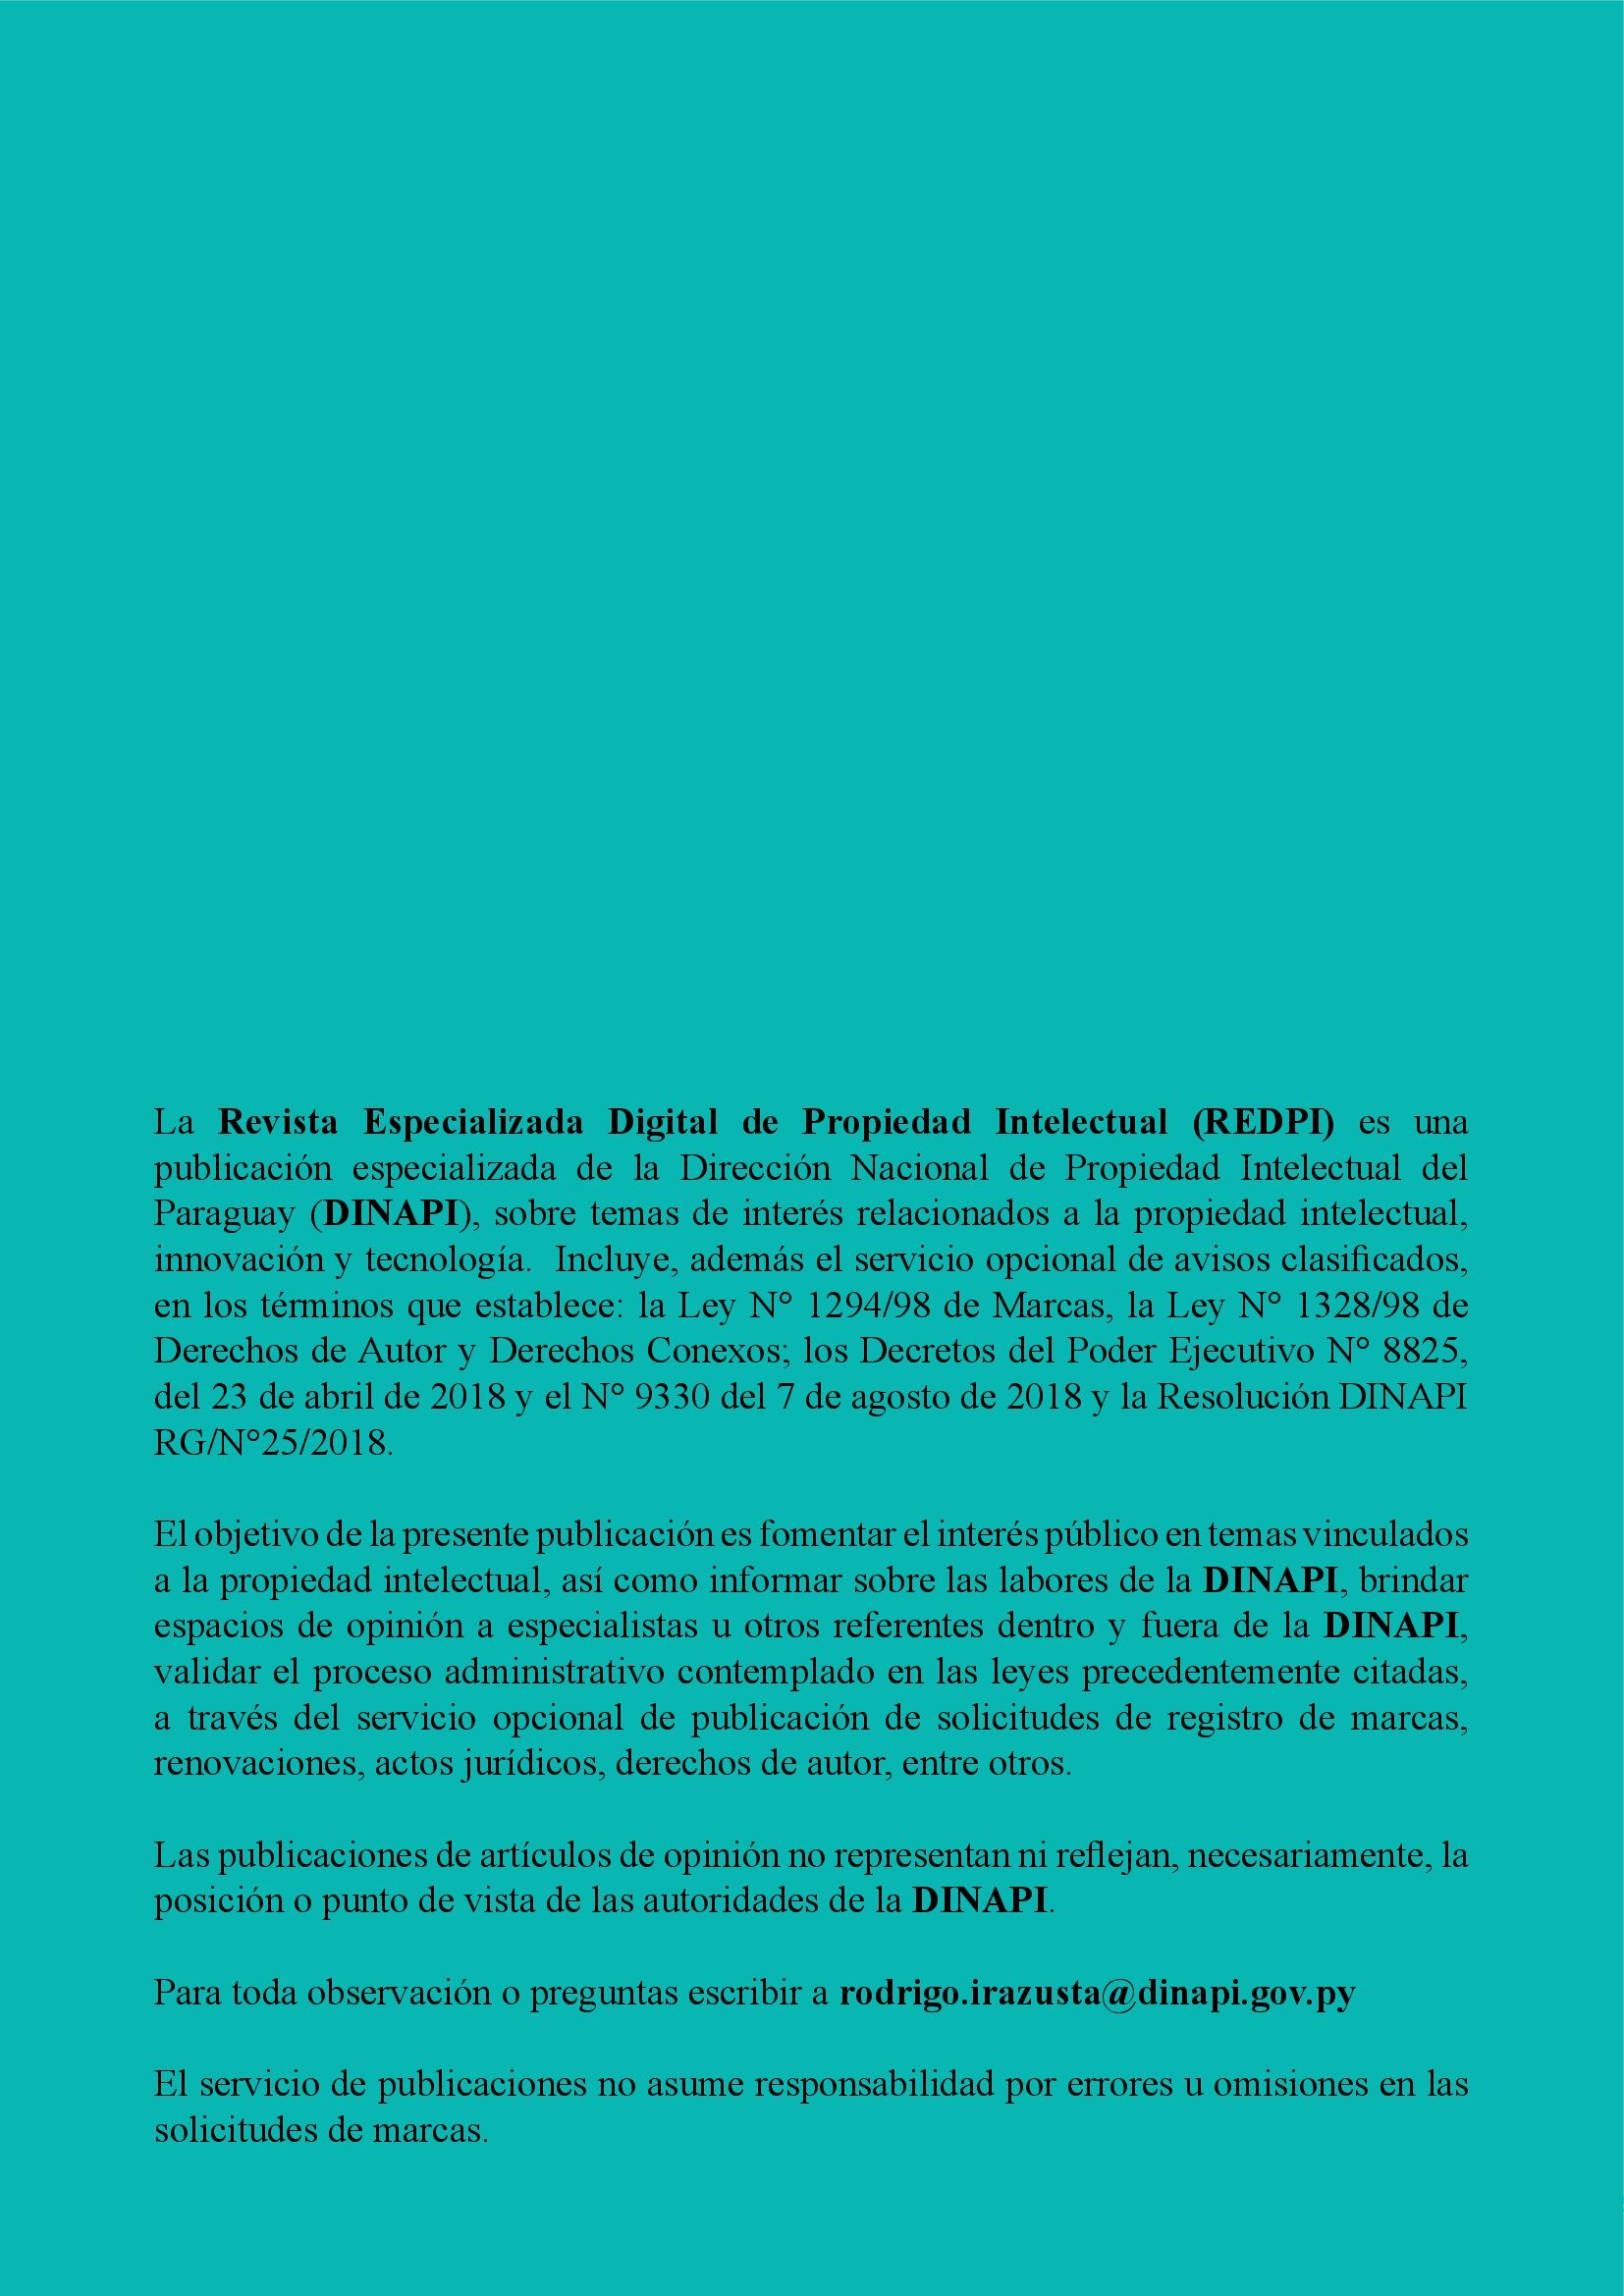 La Revista Especializada Digital de Propiedad Intelectual (REDPI) es una
publicación especializada de la Dirección Nacional de Propiedad Intelectual del
Paraguay (DINAPI), sobre temas de interés relacionados a la propiedad intelectual,
innovación y tecnología.  Incluye, además el servicio opcional de avisos clasificados,
en los términos que establece: la Ley N° 1294/98 de Marcas, la Ley N° 1328/98 de
Derechos de Autor y Derechos Conexos; los Decretos del Poder Ejecutivo N° 8825,
del 23 de abril de 2018 y el N° 9330 del 7 de agosto de 2018 y la Resolución DINAPI
RG/N°25/2018.
El objetivo de la presente publicación es fomentar el interés público en temas vinculados
a la propiedad intelectual, así como informar sobre las labores de la DINAPI, brindar
espacios de opinión a especialistas u otros referentes dentro y fuera de la DINAPI,
validar el proceso administrativo contemplado en las leyes precedentemente citadas,
a través del servicio opcional de publicación de solicitudes de registro de marcas,
renovaciones, actos jurídicos, derechos de autor, entre otros.
Las publicaciones de artículos de opinión no representan ni reflejan, necesariamente, la
posición o punto de vista de las autoridades de la DINAPI.
Para toda observación o preguntas escribir a rodrigo.irazusta@dinapi.gov.py
El servicio de publicaciones no asume responsabilidad por errores u omisiones en las
solicitudes de marcas.